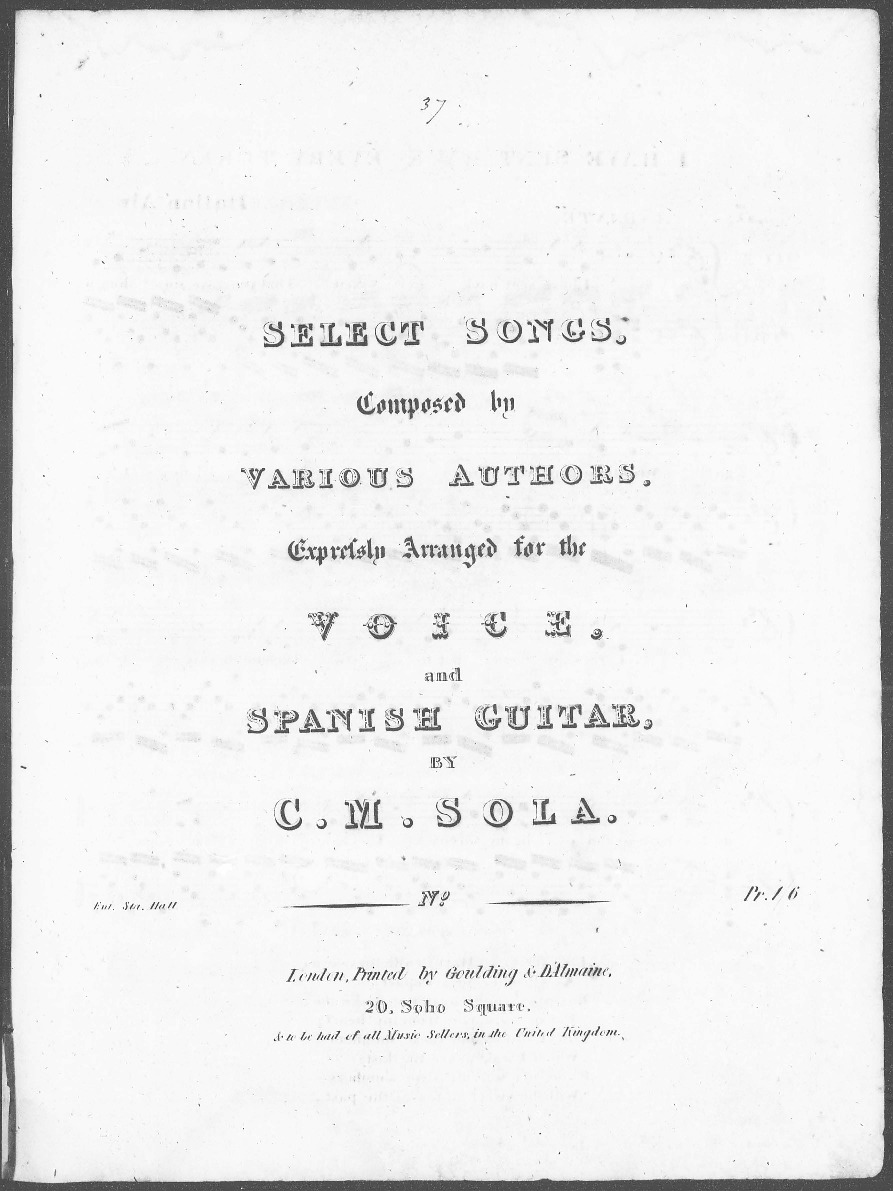 37
SELECT SONGS,
Composed by
VARIOUS AUTHORS,
Exprefsly Arranged for the
VOICE,
and
SPANISH GUITAR,
BY
C. M. SOLA.
Ent. Sta. Hall
No
Pr. 1/6
London, Printed by Goulding & D'Almaine,
20, Soho Square,
& to be had of all Music Sellers, in the United Kingdom.